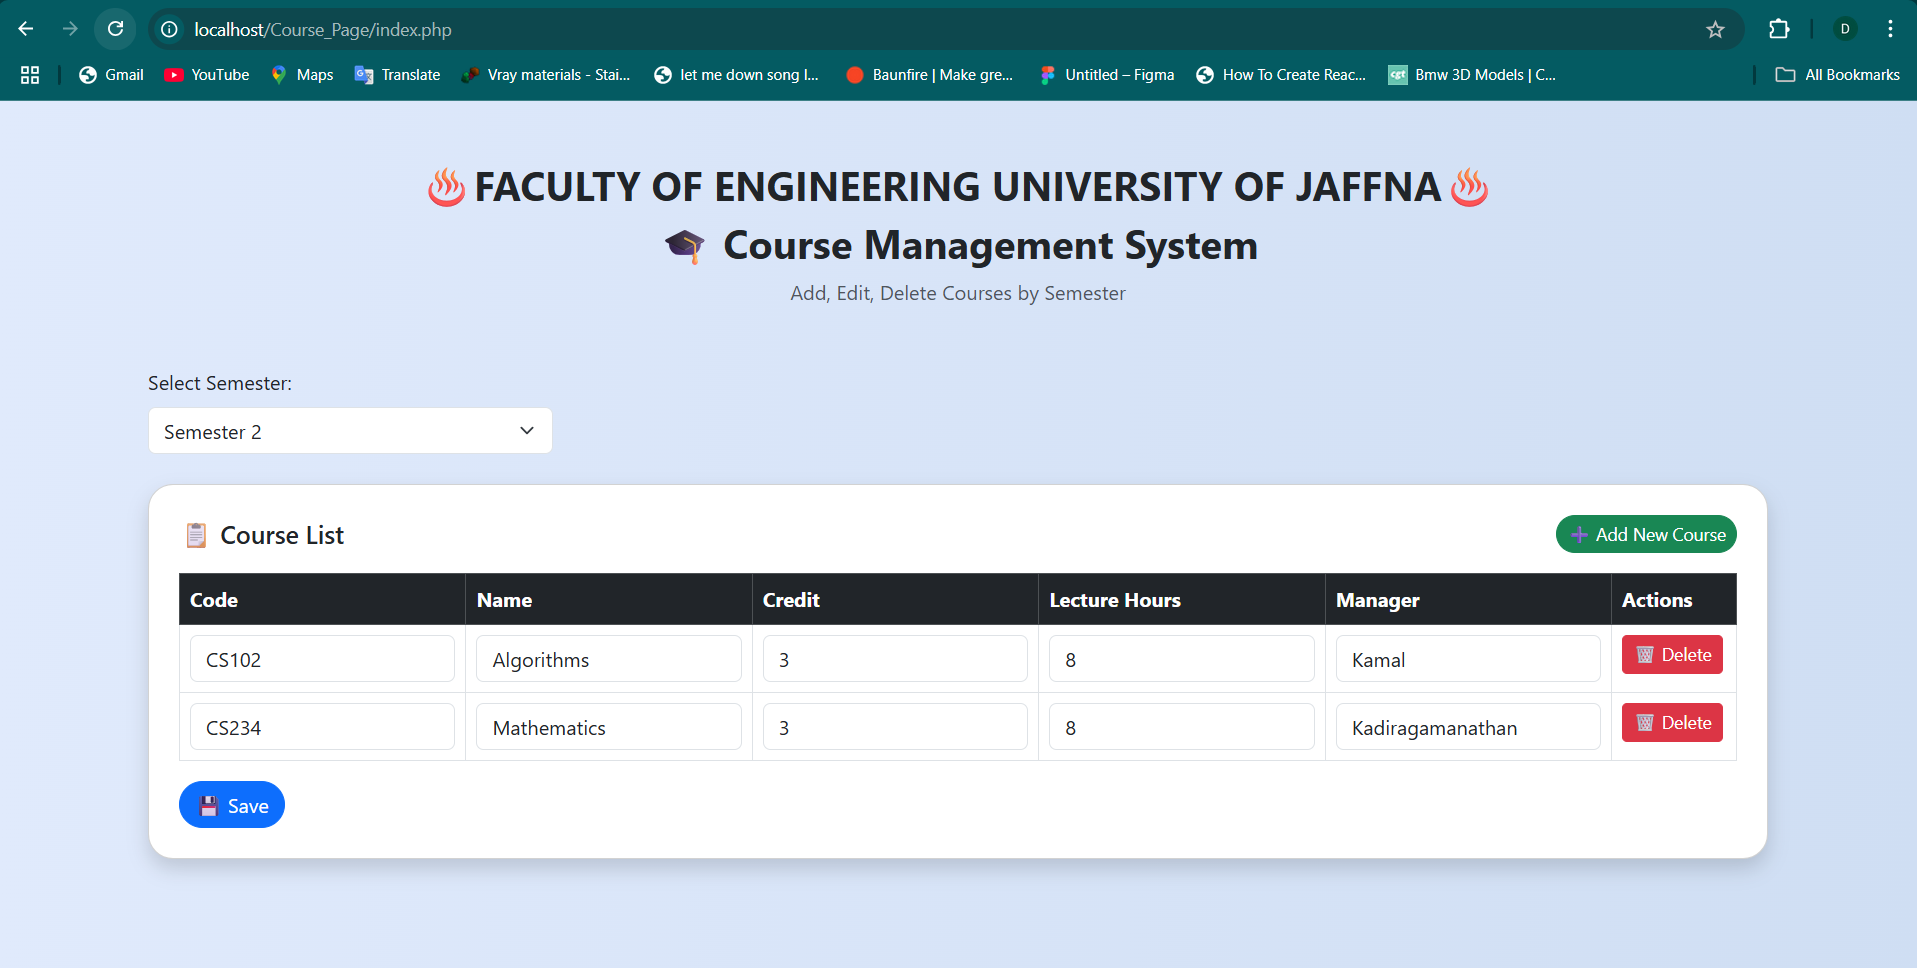 localhost/Course_Page/index.php
D
Gmail YouTube Maps Translate Vray materials - Stai... let me down song l... Baunfire | Make gre... Untitled – Figma How To Create Reac... cgt Bmw 3D Models | C... All Bookmarks
♨️FACULTY OF ENGINEERING UNIVERSITY OF JAFFNA♨️
🎓 Course Management System
Add, Edit, Delete Courses by Semester
Select Semester:
Semester 2
📋 Course List ➕ Add New Course
Code Name Credit Lecture Hours Manager Actions
CS102 Algorithms 3 8 Kamal 🗑️ Delete
CS234 Mathematics 3 8 Kadiragamanathan 🗑️ Delete
💾 Save